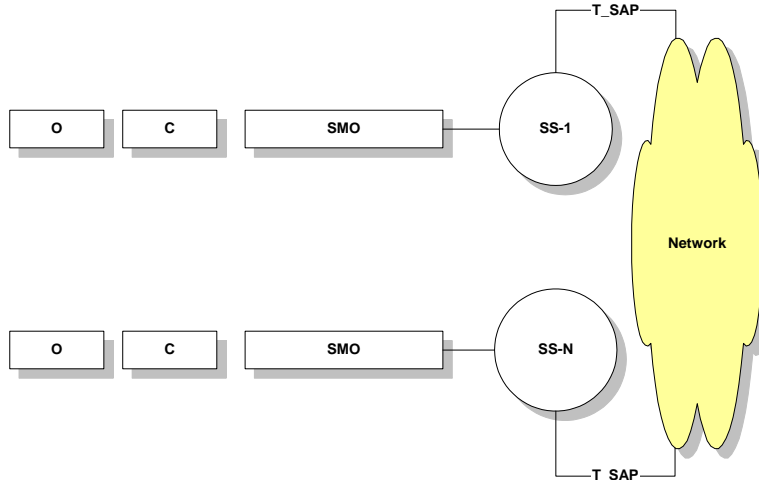 T_SAP
O
C
SMO
SS-1
Network
O
C
SMO
SS-N
T_SAP